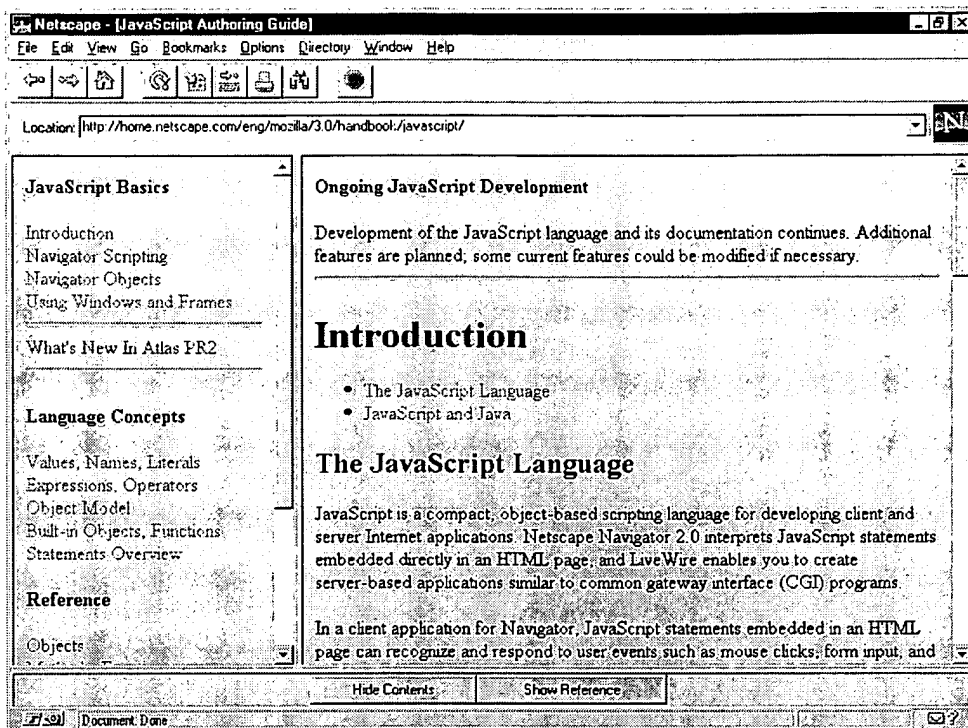 Netscape - [JavaScript Authoring Guide]
File Edit View Go Bookmarks Options Directory Window Help
Location: http://home.netscape.com/eng/mozilla/3.0/handbook/javascript/
N
JavaScript Basics
Introduction
Navigator Scripting
Navigator Objects
Using Windows and Frames
What's New In Atlas PR2
Language Concepts
Values, Names, Literals
Expressions, Operators
Object Model
Built-in Objects, Functions
Statements Overview
Reference
Objects
Ongoing JavaScript Development
Development of the JavaScript language and its documentation continues. Additional
features are planned; some current features could be modified if necessary.
Introduction
• The JavaScript Language
• JavaScript and Java
The JavaScript Language
JavaScript is a compact, object-based scripting language for developing client and
server Internet applications. Netscape Navigator 2.0 interprets JavaScript statements
embedded directly in an HTML page, and LiveWire enables you to create
server-based applications similar to common gateway interface (CGI) programs.
In a client application for Navigator, JavaScript statements embedded in an HTML
page can recognize and respond to user events such as mouse clicks, form input, and
Hide Contents Show Reference
Document: Done